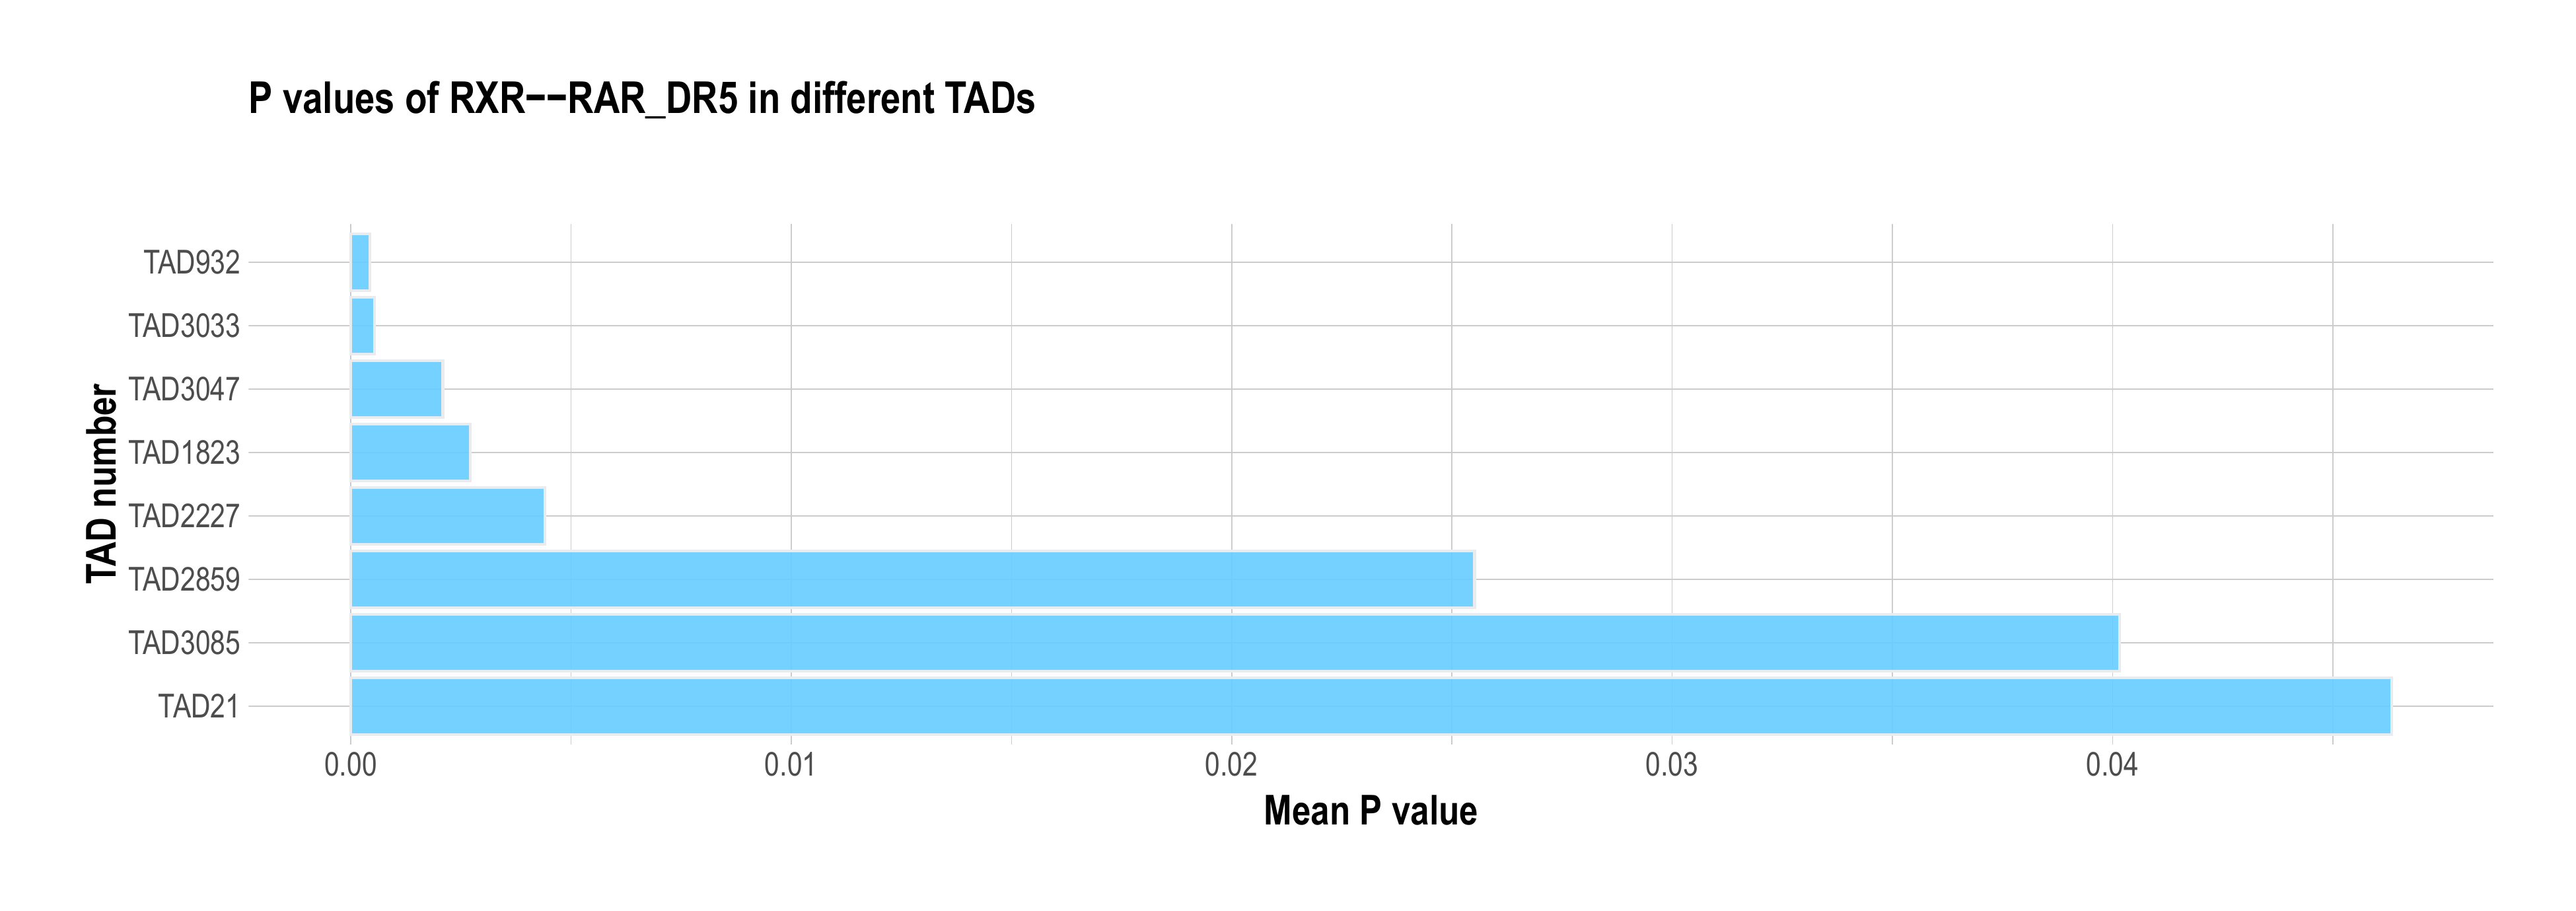 P values of RXR−−RAR_DR5 in different TADs
TAD number
TAD932
TAD3033
TAD3047
TAD1823
TAD2227
TAD2859
TAD3085
TAD21
0.00 0.01 0.02 0.03 0.04
Mean P value